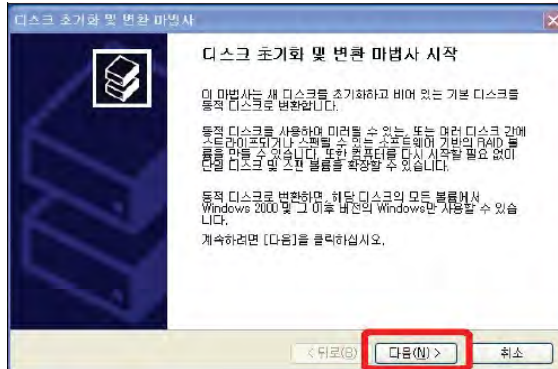 디스크 초기화 및 변환 마법사
디스크 초기화 및 변환 마법사 시작
이 마법사는 새 디스크를 초기화하고 비어 있는 기본 디스크를
동적 디스크로 변환합니다.
동적 디스크를 사용하여 미러될 수 있는, 또는 여러 디스크 간에
스트라이프되거나 스팬될 수 있는 소프트웨어 기반의 RAID 볼
륨을 만들 수 있습니다. 또한 컴퓨터를 다시 시작할 필요 없이
단일 디스크 및 스팬 볼륨을 확장할 수 있습니다.
동적 디스크로 변환하면, 해당 디스크의 모든 볼륨에서
Windows 2000 및 그 이후 버전의 Windows만 사용할 수 있습
니다.
계속하려면 [다음]을 클릭하십시오.
< 뒤로(B)
다음(N) >
취소